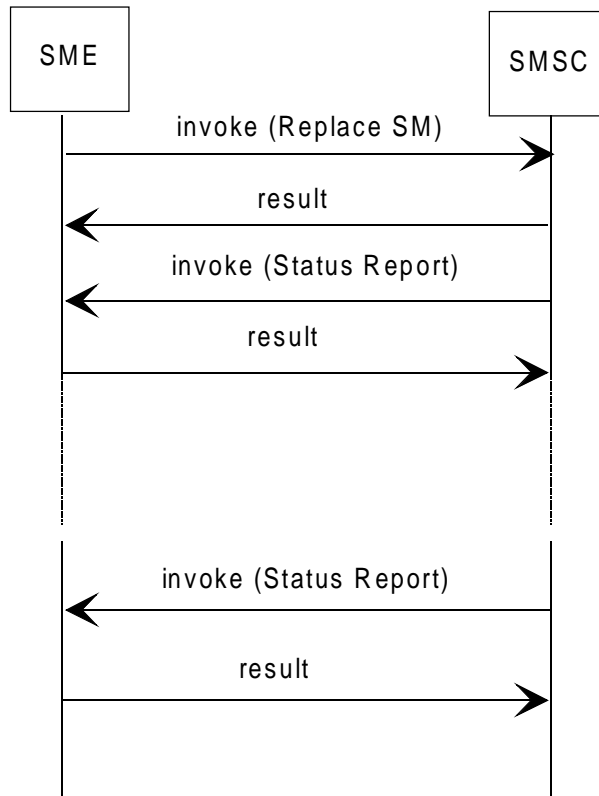 SME
SMSC
invoke (Replace SM)
result
invoke (Status Report)
result
invoke (Status Report)
result